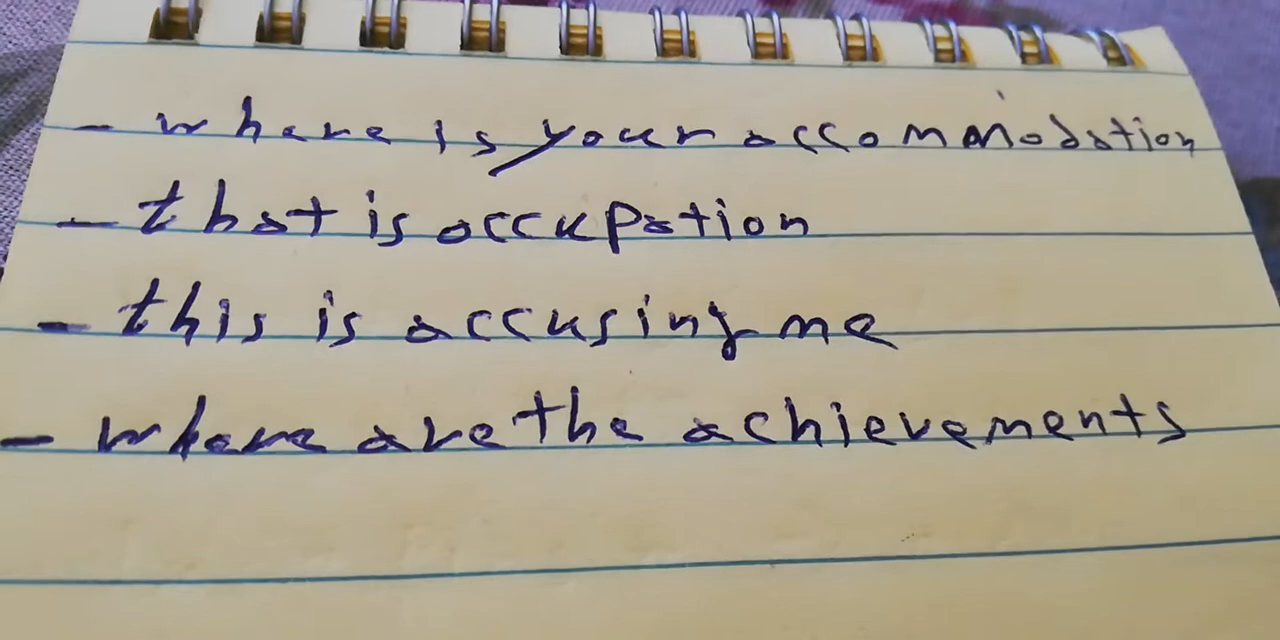 - where is your accommodation
- that is occupation
- this is accusing me
- where are the achievements